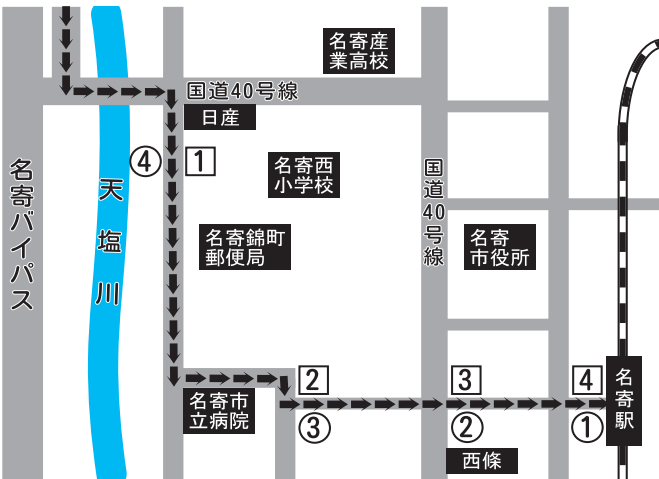 名寄産
業高校
国道40号線
日産
④
1
名寄西
小学校
国道40号線
名寄バイパス
天塩川
名寄錦町
郵便局
名寄
市役所
2
3
4
名寄駅
名寄市
立病院
③
②
①
西條